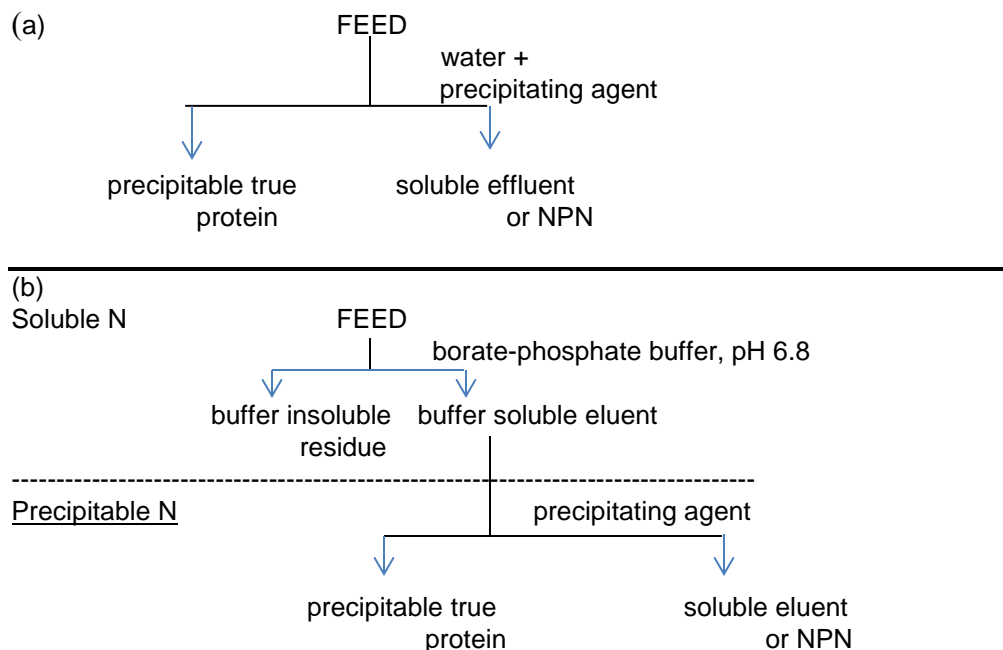 (a)
FEED
water +
precipitating agent
precipitable true
protein
soluble effluent
or NPN
(b)
Soluble N
FEED
borate-phosphate buffer, pH 6.8
buffer insoluble
residue
buffer soluble eluent
Precipitable N
precipitating agent
precipitable true
protein
soluble eluent
or NPN